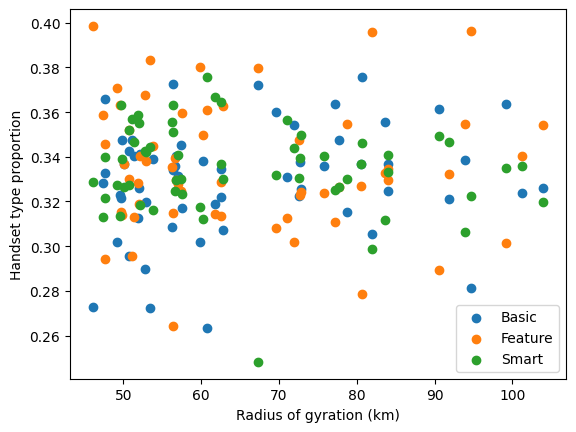 0.40
0.38
0.36
0.34
0.32
0.30
0.28
0.26
Handset type proportion
Basic
Feature
Smart
50 60 70 80 90 100
Radius of gyration (km)